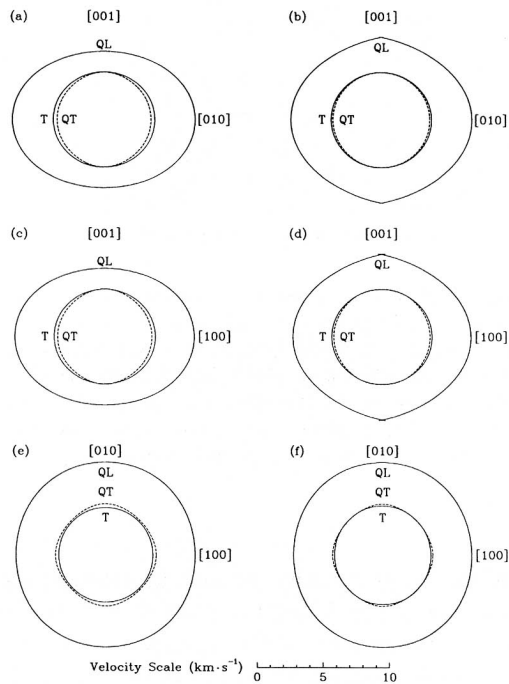 (a) [001] (b) [001]
QL QL
T QT [010] T QT [010]
(c) [001] (d) [001]
QL QL
T QT [100] T QT [100]
(e) [010] (f) [010]
QL QL
QT QT
T T
[100] [100]
Velocity Scale (km·s⁻¹)
0 5 10